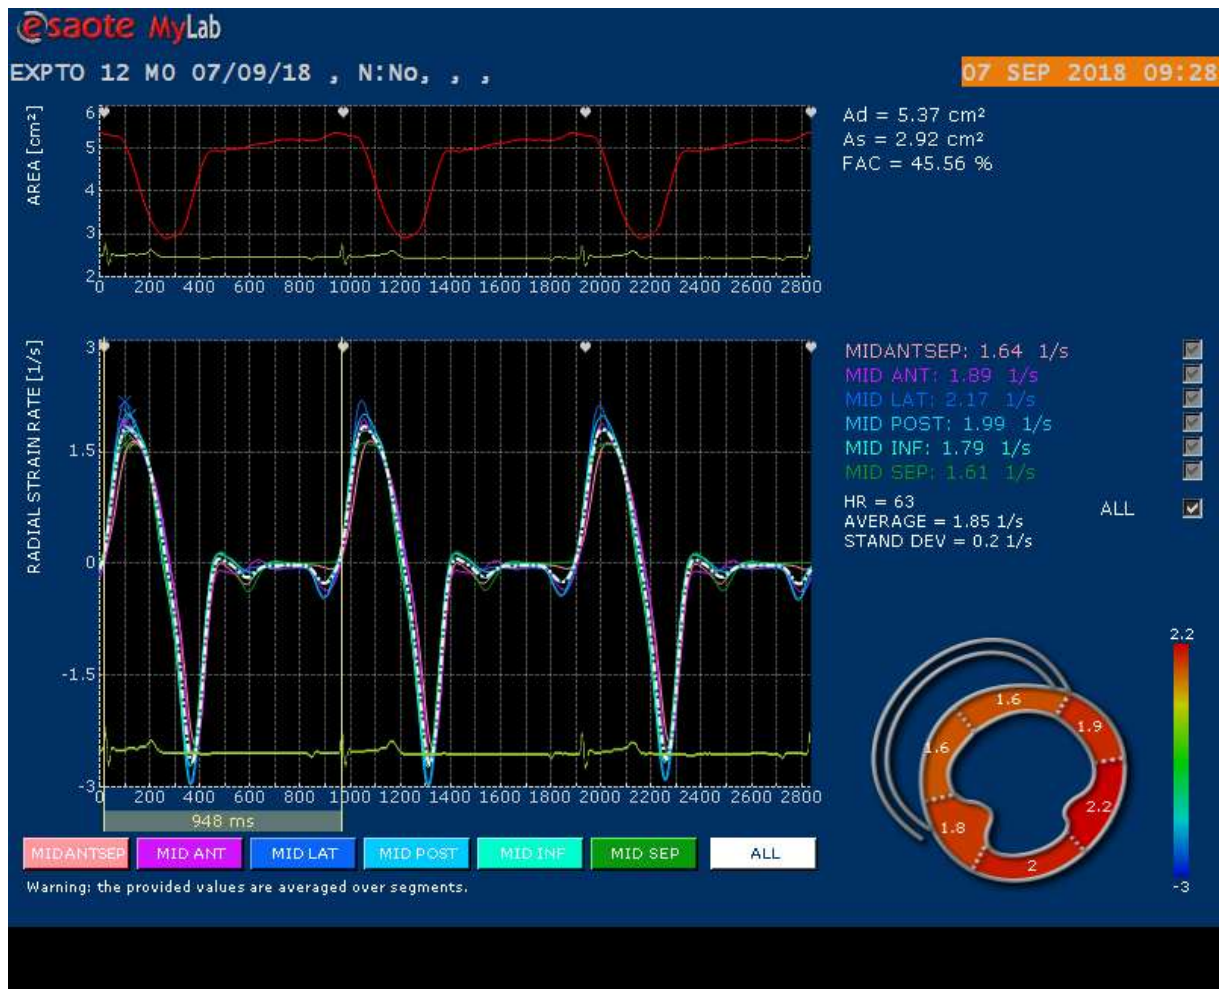 esaote MyLab
EXPTO 12 MO 07/09/18 , N:No, , ,
07 SEP 2018 09:28
AREA [cm²]
6
5
4
3
2
0 200 400 600 800 1000 1200 1400 1600 1800 2000 2200 2400 2600 2800
Ad = 5.37 cm²
As = 2.92 cm²
FAC = 45.56 %
RADIAL STRAIN RATE [1/s]
3
1.5
0
-1.5
-3
0 200 400 600 800 1000 1200 1400 1600 1800 2000 2200 2400 2600 2800
948 ms
MIDANTSEP: 1.64 1/s
MID ANT: 1.89 1/s
MID LAT: 2.17 1/s
MID POST: 1.99 1/s
MID INF: 1.79 1/s
MID SEP: 1.61 1/s
HR = 63
ALL
AVERAGE = 1.85 1/s
STAND DEV = 0.2 1/s
2.2
1.6
1.9
1.6
2.2
1.8
2
-3
MIDANTSEP MID ANT MID LAT MID POST MID INF MID SEP ALL
Warning: the provided values are averaged over segments.